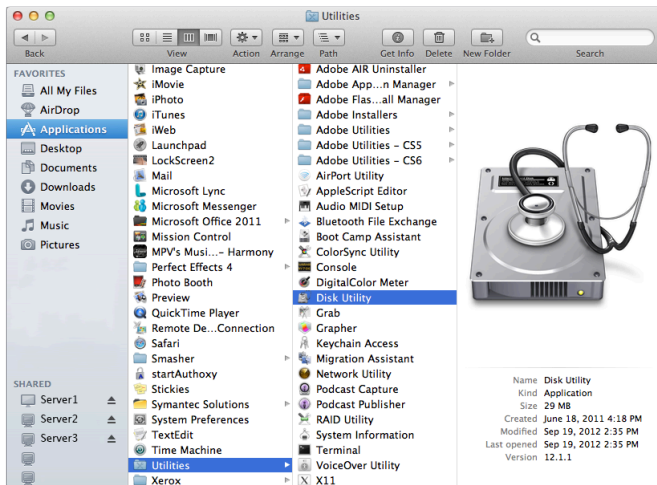 Utilities
Back
View
Action
Arrange
Path
Get Info
Delete
New Folder
Search
FAVORITES
All My Files
AirDrop
Applications
Desktop
Documents
Downloads
Movies
Music
Pictures
SHARED
Server1
Server2
Server3
Image Capture
iMovie
iPhoto
iTunes
iWeb
Launchpad
LockScreen2
Mail
Microsoft Lync
Microsoft Messenger
Microsoft Office 2011
Mission Control
MPV's Musi...– Harmony
Perfect Effects 4
Photo Booth
Preview
QuickTime Player
Remote De...Connection
Safari
Smasher
startAuthoxy
Stickies
Symantec Solutions
System Preferences
TextEdit
Time Machine
Utilities
Xerox
Adobe AIR Uninstaller
Adobe App...n Manager
Adobe Flas...all Manager
Adobe Installers
Adobe Utilities
Adobe Utilities – CS5
Adobe Utilities – CS6
AirPort Utility
AppleScript Editor
Audio MIDI Setup
Bluetooth File Exchange
Boot Camp Assistant
ColorSync Utility
Console
DigitalColor Meter
Disk Utility
Grab
Grapher
Keychain Access
Migration Assistant
Network Utility
Podcast Capture
Podcast Publisher
RAID Utility
System Information
Terminal
VoiceOver Utility
X11
Name Disk Utility
Kind Application
Size 29 MB
Created June 18, 2011 4:18 PM
Modified Sep 19, 2012 2:35 PM
Last opened Sep 19, 2012 2:35 PM
Version 12.1.1